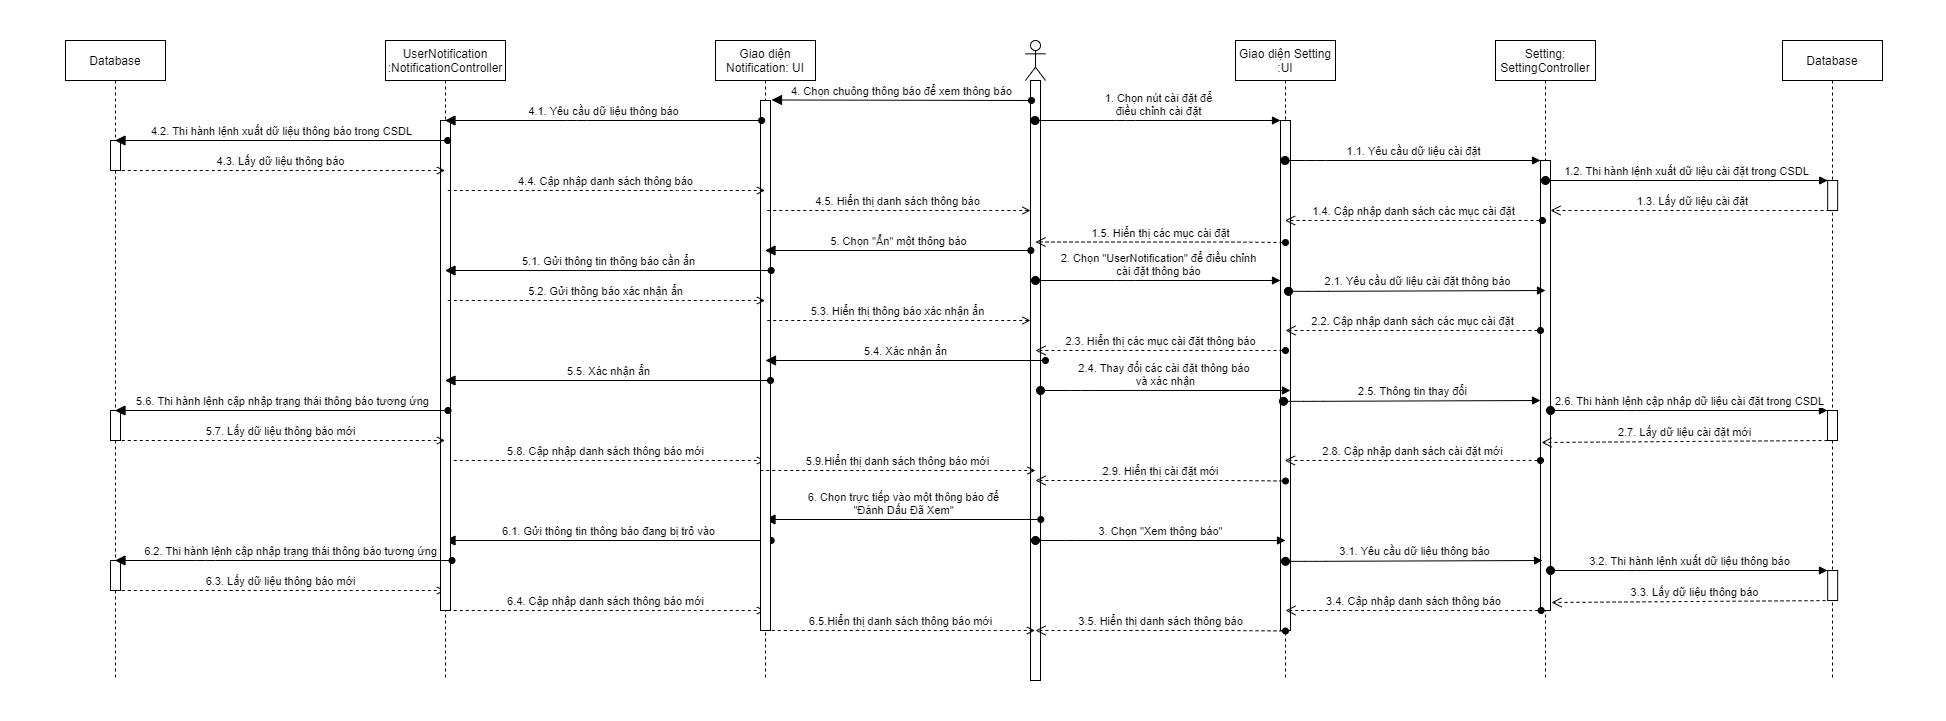 Database
UserNotification
:NotificationController
Giao diện
Notification: UI
Giao diện Setting
:UI
Setting:
SettingController
Database
4. Chọn chuông thông báo để xem thông báo
1. Chọn nút cài đặt để
điều chỉnh cài đặt
4.1. Yêu cầu dữ liệu thông báo
4.2. Thi hành lệnh xuất dữ liệu thông báo trong CSDL
4.3. Lấy dữ liệu thông báo
1.1. Yêu cầu dữ liệu cài đặt
1.2. Thi hành lệnh xuất dữ liệu cài đặt trong CSDL
4.4. Cập nhập danh sách thông báo
4.5. Hiển thị danh sách thông báo
1.3. Lấy dữ liệu cài đặt
1.4. Cập nhập danh sách các mục cài đặt
1.5. Hiển thị các mục cài đặt
5. Chọn "Ẩn" một thông báo
5.1. Gửi thông tin thông báo cần ẩn
2. Chọn "UserNotification" để điều chỉnh
cài đặt thông báo
2.1. Yêu cầu dữ liệu cài đặt thông báo
5.2. Gửi thông báo xác nhận ẩn
5.3. Hiển thị thông báo xác nhận ẩn
2.2. Cập nhập danh sách các mục cài đặt
2.3. Hiển thị các mục cài đặt thông báo
5.4. Xác nhận ẩn
5.5. Xác nhận ẩn
2.4. Thay đổi các cài đặt thông báo
và xác nhận
2.5. Thông tin thay đổi
5.6. Thi hành lệnh cập nhập trạng thái thông báo tương ứng
2.6. Thi hành lệnh cập nhập dữ liệu cài đặt trong CSDL
5.7. Lấy dữ liệu thông báo mới
2.7. Lấy dữ liệu cài đặt mới
5.8. Cập nhập danh sách thông báo mới
2.8. Cập nhập danh sách cài đặt mới
5.9.Hiển thị danh sách thông báo mới
2.9. Hiển thị cài đặt mới
6. Chọn trực tiếp vào một thông báo để
"Đánh Dấu Đã Xem"
6.1. Gửi thông tin thông báo đang bị trỏ vào
3. Chọn "Xem thông báo"
6.2. Thi hành lệnh cập nhập trạng thái thông báo tương ứng
3.1. Yêu cầu dữ liệu thông báo
3.2. Thi hành lệnh xuất dữ liệu thông báo
6.3. Lấy dữ liệu thông báo mới
3.3. Lấy dữ liệu thông báo
6.4. Cập nhập danh sách thông báo mới
3.4. Cập nhập danh sách thông báo
6.5.Hiển thị danh sách thông báo mới
3.5. Hiển thị danh sách thông báo